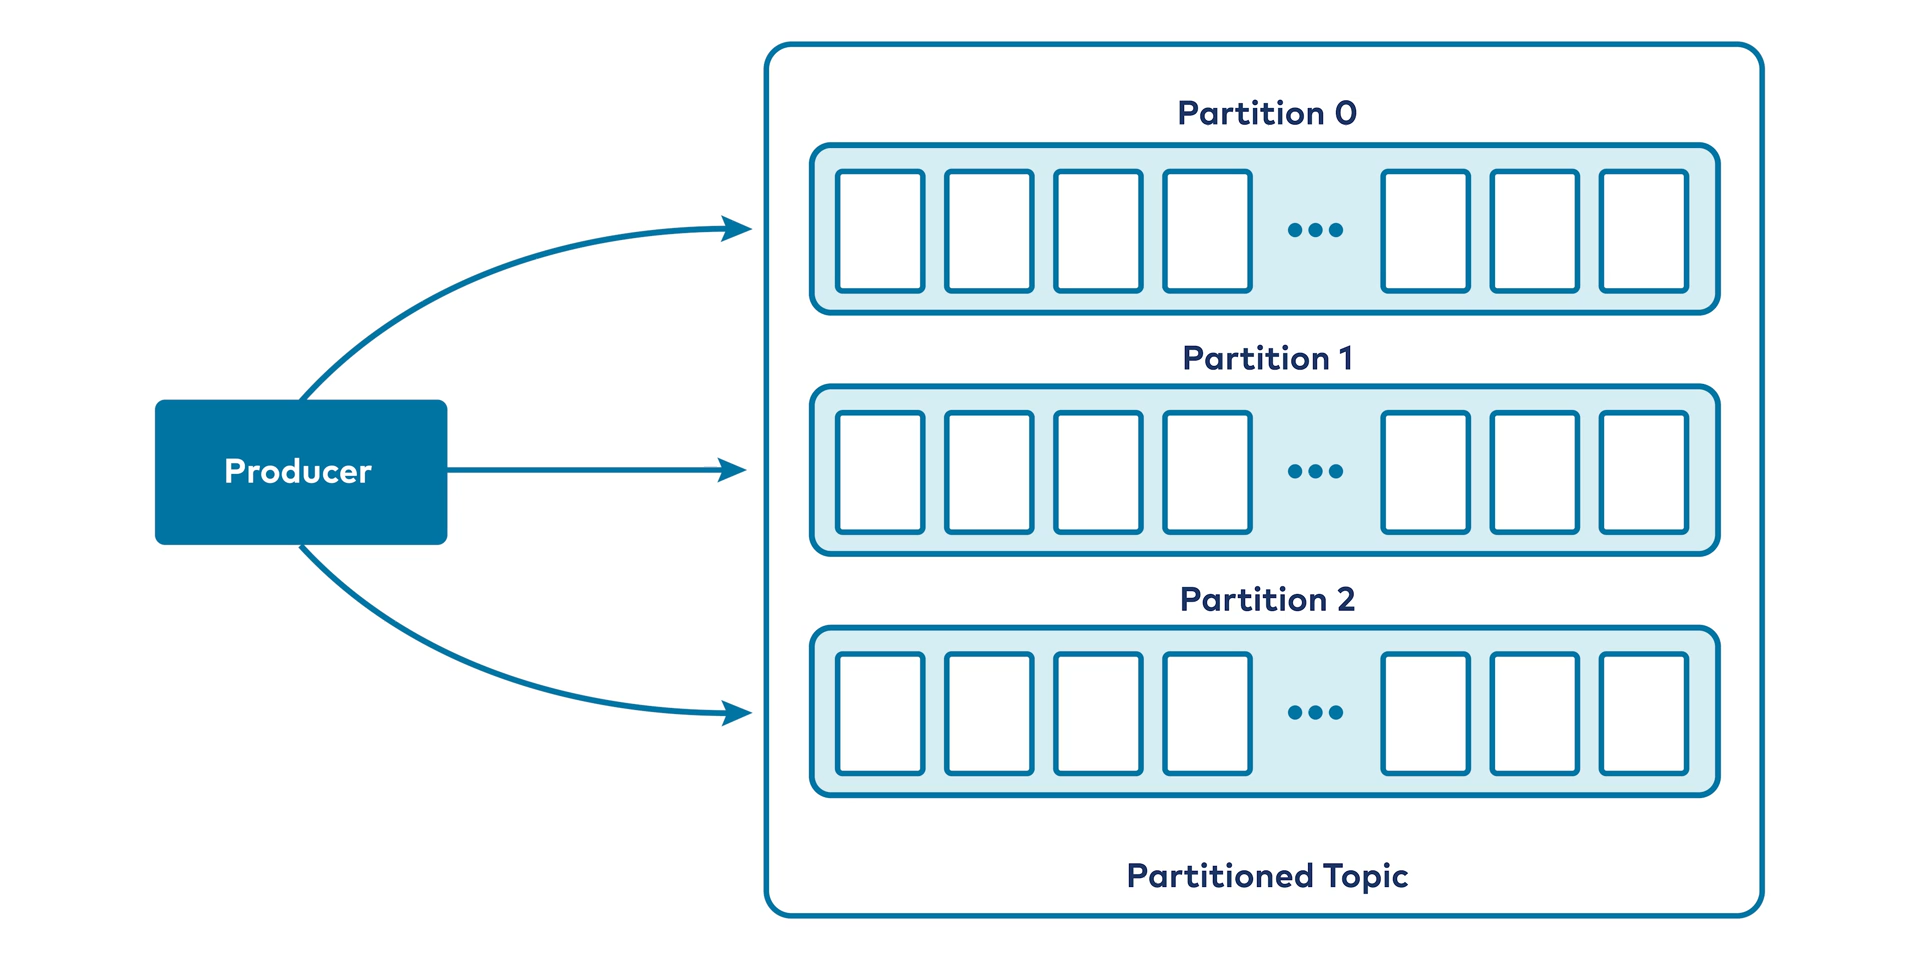 Partition 0
Partition 1
Producer
Partition 2
Partitioned Topic